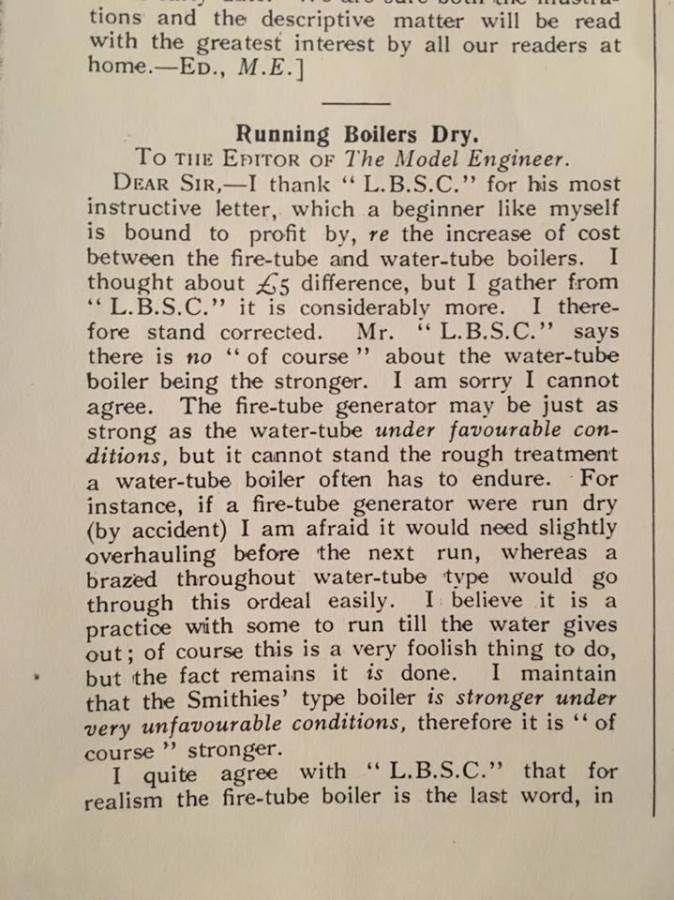 tions and the descriptive matter will be read
with the greatest interest by all our readers at
home.—ED., M.E.]
Running Boilers Dry.
TO THE EDITOR OF The Model Engineer.
DEAR SIR,—I thank “ L.B.S.C.” for his most
instructive letter, which a beginner like myself
is bound to profit by, re the increase of cost
between the fire-tube and water-tube boilers. I
thought about £5 difference, but I gather from
“ L.B.S.C.” it is considerably more. I there-
fore stand corrected. Mr. “ L.B.S.C.” says
there is no “ of course ” about the water-tube
boiler being the stronger. I am sorry I cannot
agree. The fire-tube generator may be just as
strong as the water-tube under favourable con-
ditions, but it cannot stand the rough treatment
a water-tube boiler often has to endure. For
instance, if a fire-tube generator were run dry
(by accident) I am afraid it would need slightly
overhauling before the next run, whereas a
brazed throughout water-tube type would go
through this ordeal easily. I believe it is a
practice with some to run till the water gives
out; of course this is a very foolish thing to do,
but the fact remains it is done. I maintain
that the Smithies’ type boiler is stronger under
very unfavourable conditions, therefore it is “ of
course ” stronger.
I quite agree with “ L.B.S.C.” that for
realism the fire-tube boiler is the last word, in